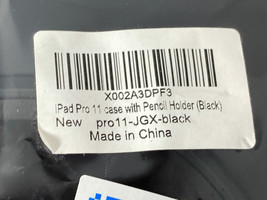 X002A3DPF3
iPad Pro 11 case with Pencil Holder (Black)
New pro11-JGX-black
Made in China